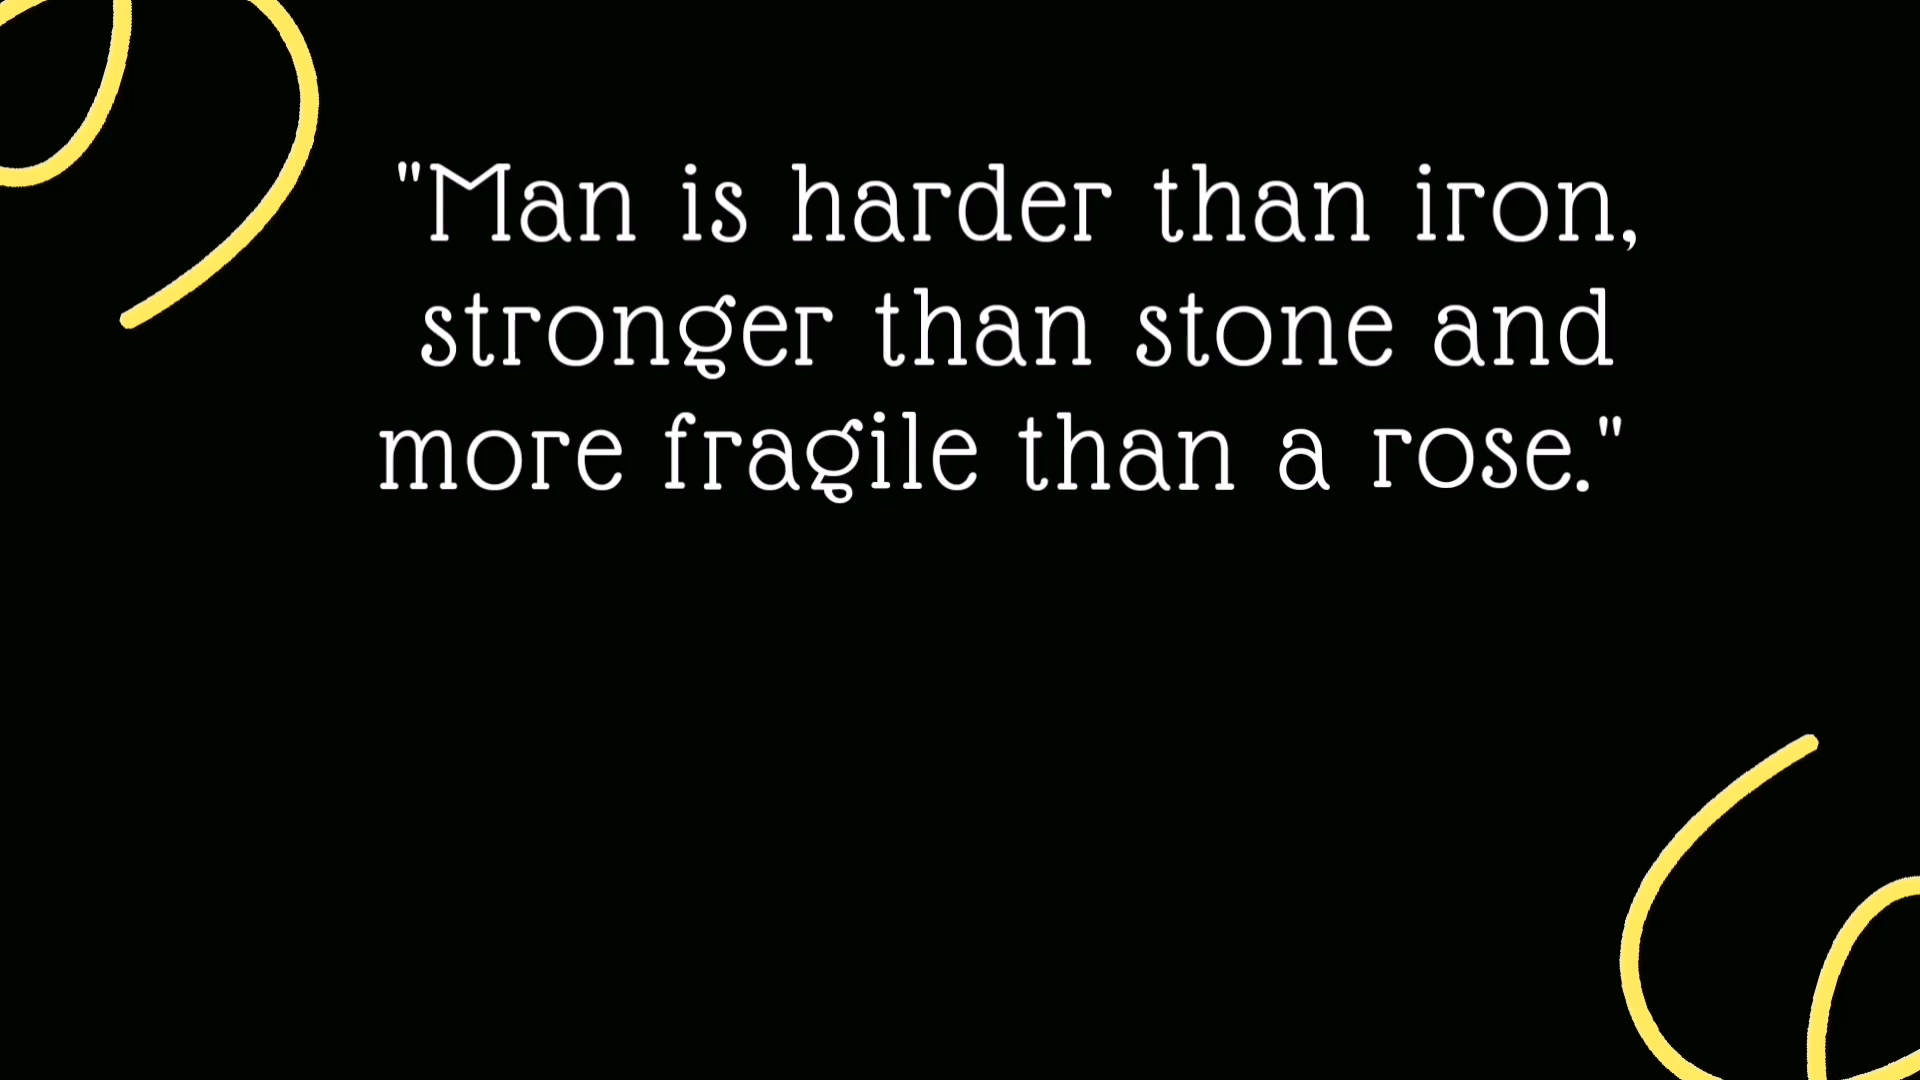 "Man is harder than iron,
stronger than stone and
more fragile than a rose."